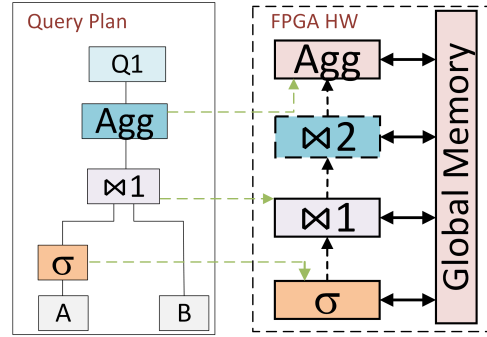 Query Plan
Q1
Agg
⋈1
σ
A
B
FPGA HW
Agg
⋈2
⋈1
σ
Global Memory